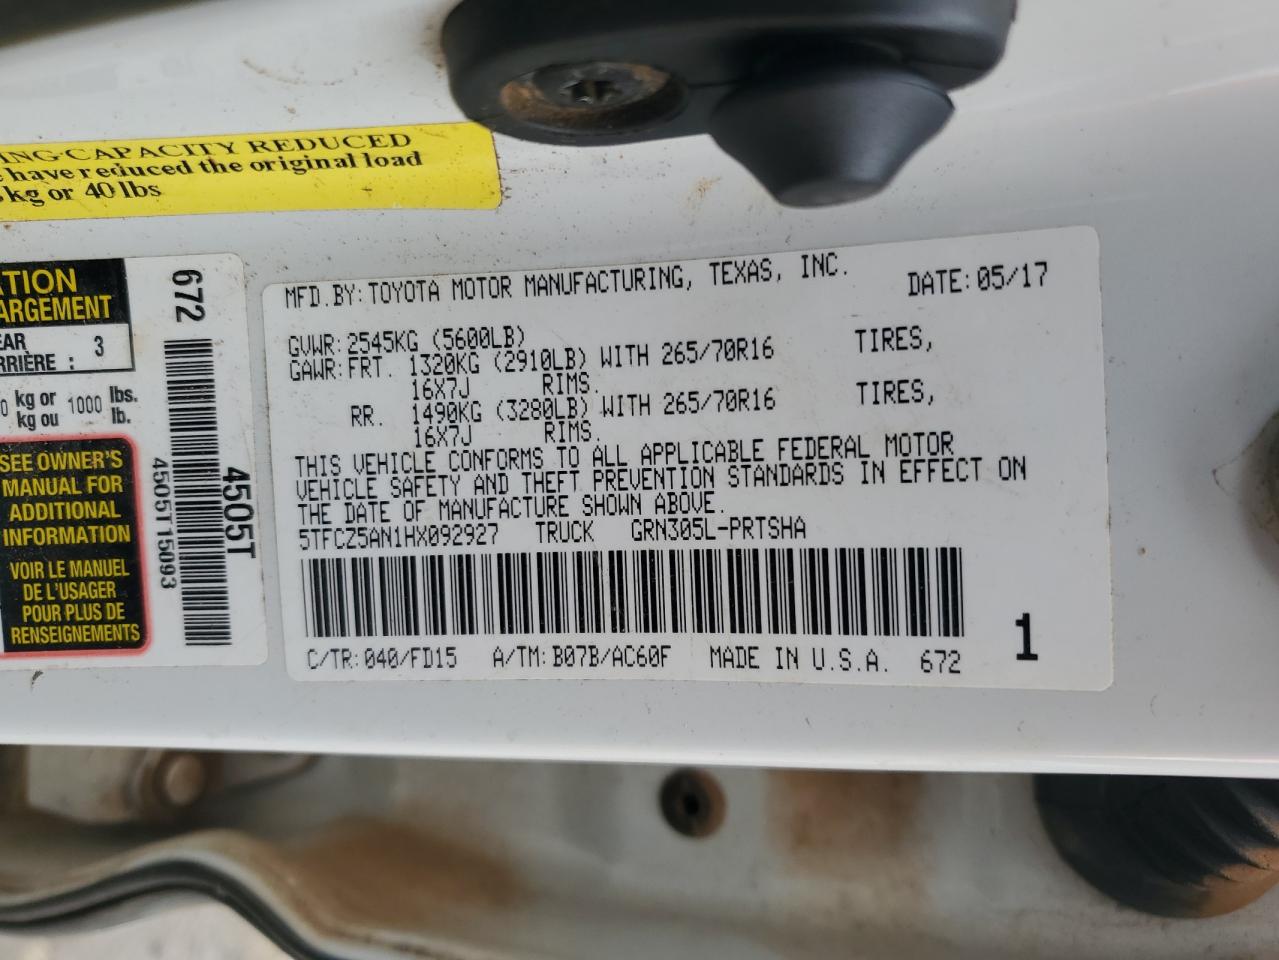 ING CAPACITY REDUCED
have reduced the original load
kg or 40 lbs
ATION
ARGEMENT
EAR
RRIÈRE : 3
0 kg or 1000 lbs.
kg ou lb.
SEE OWNER'S
MANUAL FOR
ADDITIONAL
INFORMATION
VOIR LE MANUEL
DE L'USAGER
POUR PLUS DE
RENSEIGNEMENTS
672
4505T15093
4505T
MFD.BY:TOYOTA MOTOR MANUFACTURING, TEXAS, INC. DATE:05/17
GVWR:2545KG (5600LB)
GAWR:FRT. 1320KG (2910LB) WITH 265/70R16 TIRES,
16X7J RIMS.
RR. 1490KG (3280LB) WITH 265/70R16 TIRES,
16X7J RIMS.
THIS VEHICLE CONFORMS TO ALL APPLICABLE FEDERAL MOTOR
VEHICLE SAFETY AND THEFT PREVENTION STANDARDS IN EFFECT ON
THE DATE OF MANUFACTURE SHOWN ABOVE.
5TFCZ5AN1HX092927 TRUCK GRN305L-PRTSHA
C/TR:040/FD15 A/TM:B07B/AC60F MADE IN U.S.A. 672
1